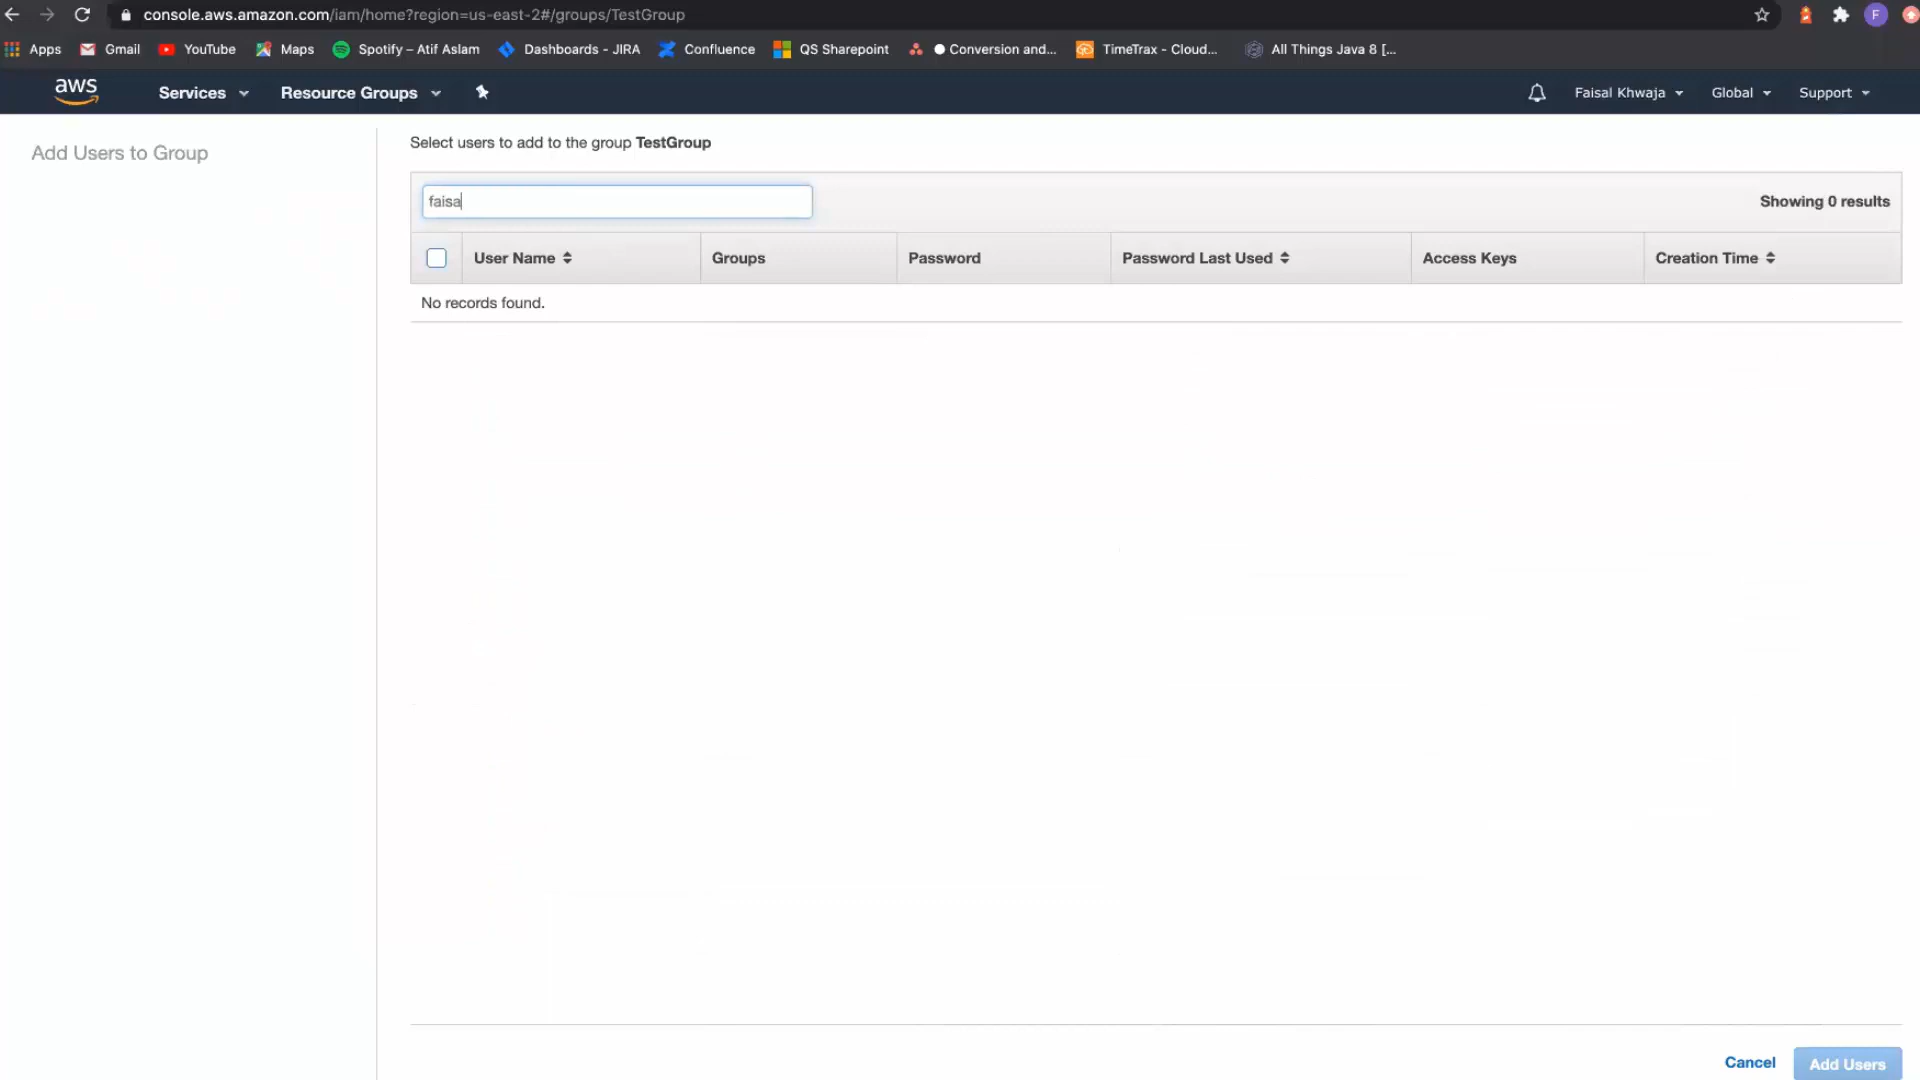 console.aws.amazon.com/iam/home?region=us-east-2#/groups/TestGroup F
Apps Gmail YouTube Maps Spotify – Atif Aslam Dashboards - JIRA Confluence QS Sharepoint Conversion and... TimeTrax - Cloud... All Things Java 8 [...
aws Services Resource Groups Faisal Khwaja Global Support
Add Users to Group
Select users to add to the group TestGroup
faisa Showing 0 results
User Name Groups Password Password Last Used Access Keys Creation Time
No records found.
Cancel Add Users